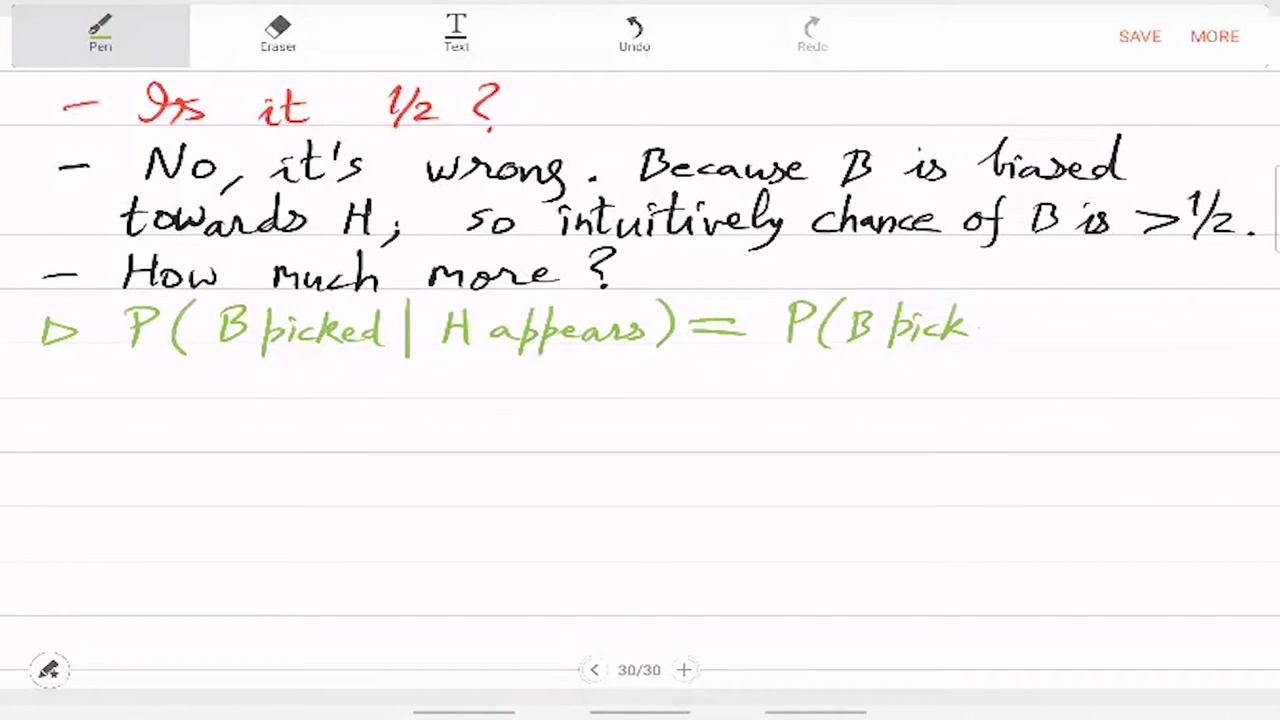 Pen Eraser Text Undo Redo SAVE MORE
- Is it 1/2 ?
- No, it's wrong. Because B is biased
towards H; so intuitively chance of B is > 1/2.
- How much more?
▷ P( B picked | H appears) = P(B pick
30/30